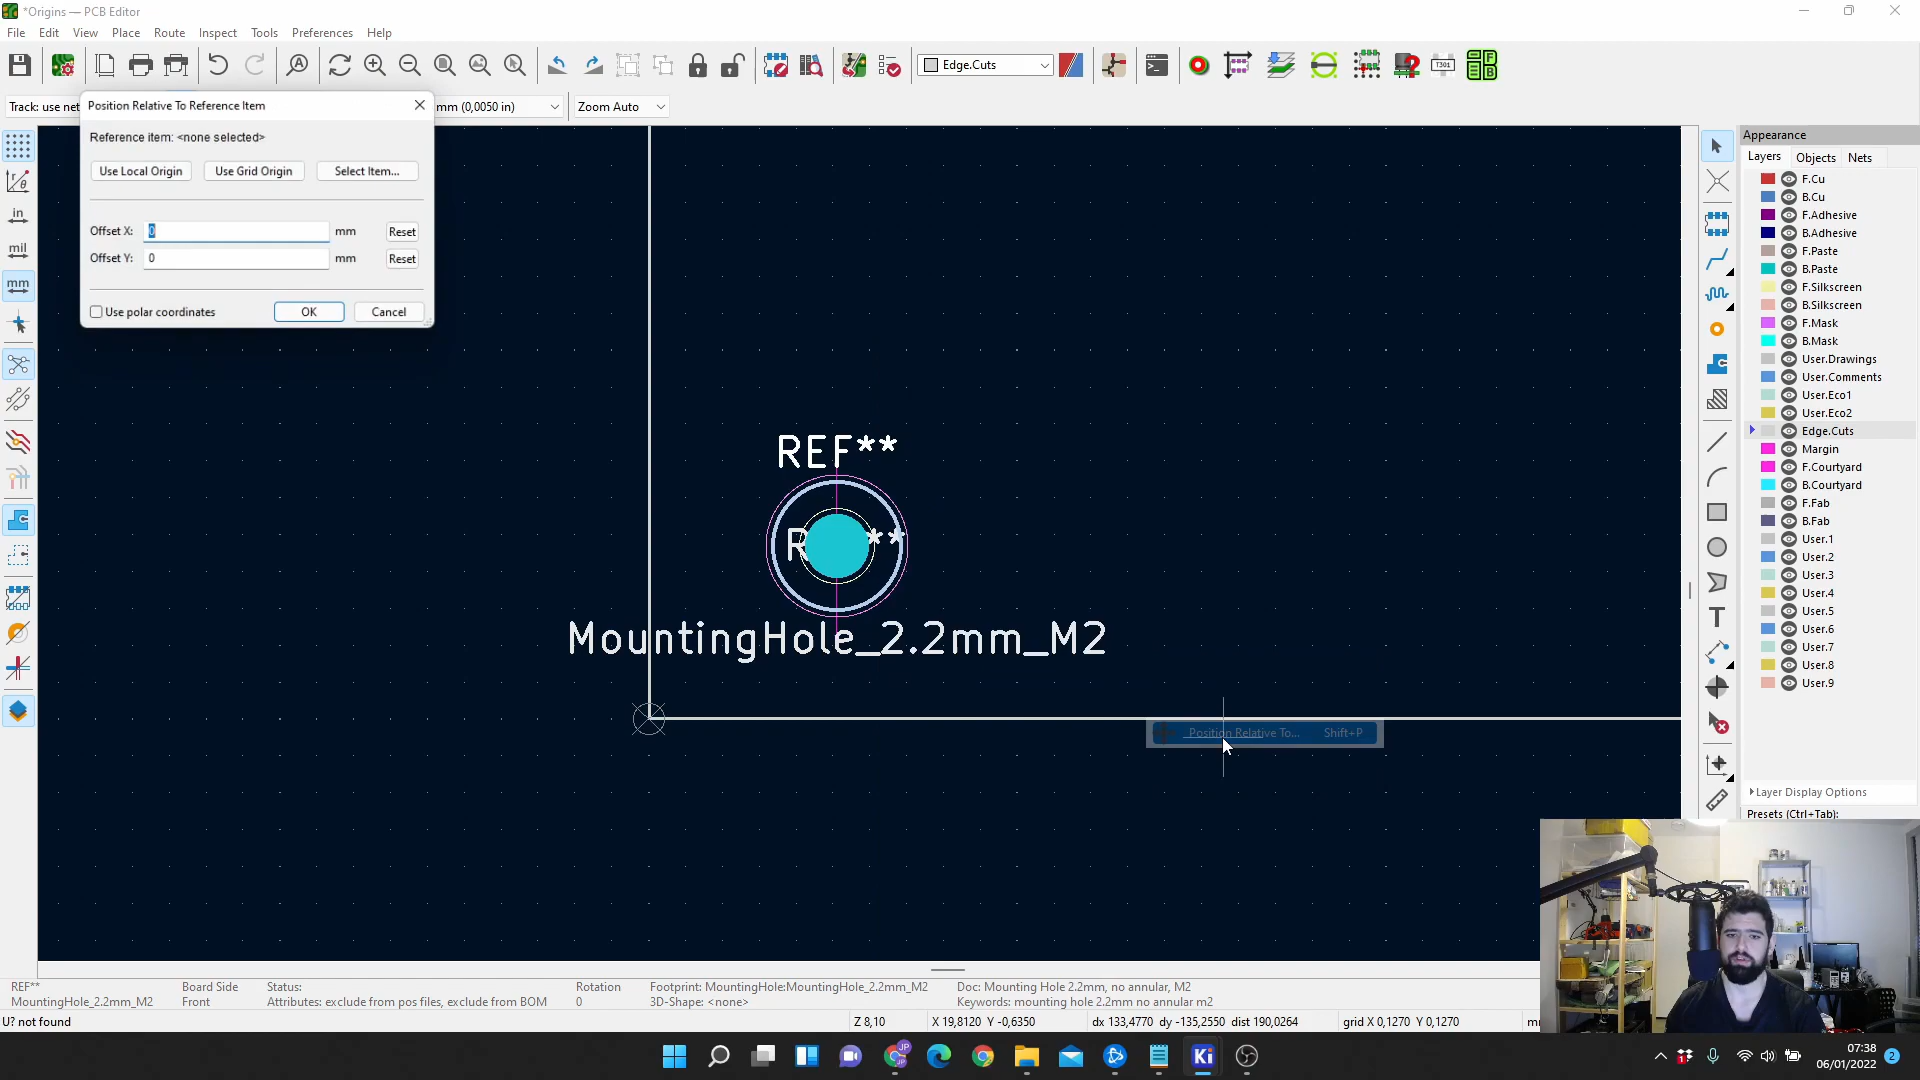 *Origins — PCB Editor
File Edit View Place Route Inspect Tools Preferences Help
Edge.Cuts
T301
Track: use net
mm (0,0050 in)
Zoom Auto
Position Relative To Reference Item
Reference item: <none selected>
Use Local Origin Use Grid Origin Select Item...
Offset X: 0 mm Reset
Offset Y: 0 mm Reset
Use polar coordinates OK Cancel
in
mil
mm
REF**
R **
MountingHole_2.2mm_M2
Position Relative To... Shift+P
Appearance
Layers Objects Nets
F.Cu
B.Cu
F.Adhesive
B.Adhesive
F.Paste
B.Paste
F.Silkscreen
B.Silkscreen
F.Mask
B.Mask
User.Drawings
User.Comments
User.Eco1
User.Eco2
Edge.Cuts
Margin
F.Courtyard
B.Courtyard
F.Fab
B.Fab
User.1
User.2
User.3
User.4
User.5
User.6
User.7
User.8
User.9
Layer Display Options
Presets (Ctrl+Tab):
REF** Board Side Status: Rotation Footprint: MountingHole:MountingHole_2.2mm_M2 Doc: Mounting Hole 2.2mm, no annular, M2
MountingHole_2.2mm_M2 Front Attributes: exclude from pos files, exclude from BOM 0 3D-Shape: <none> Keywords: mounting hole 2.2mm no annular m2
U? not found Z 8,10 X 19,8120 Y -0,6350 dx 133,4770 dy -135,2550 dist 190,0264 grid X 0,1270 Y 0,1270
JP
Ki
07:38
06/01/2022
2